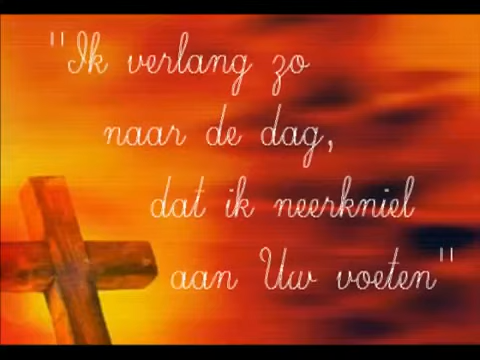 "Ik verlang zo
naar de dag,
dat ik neerkniel
aan Uw voeten"